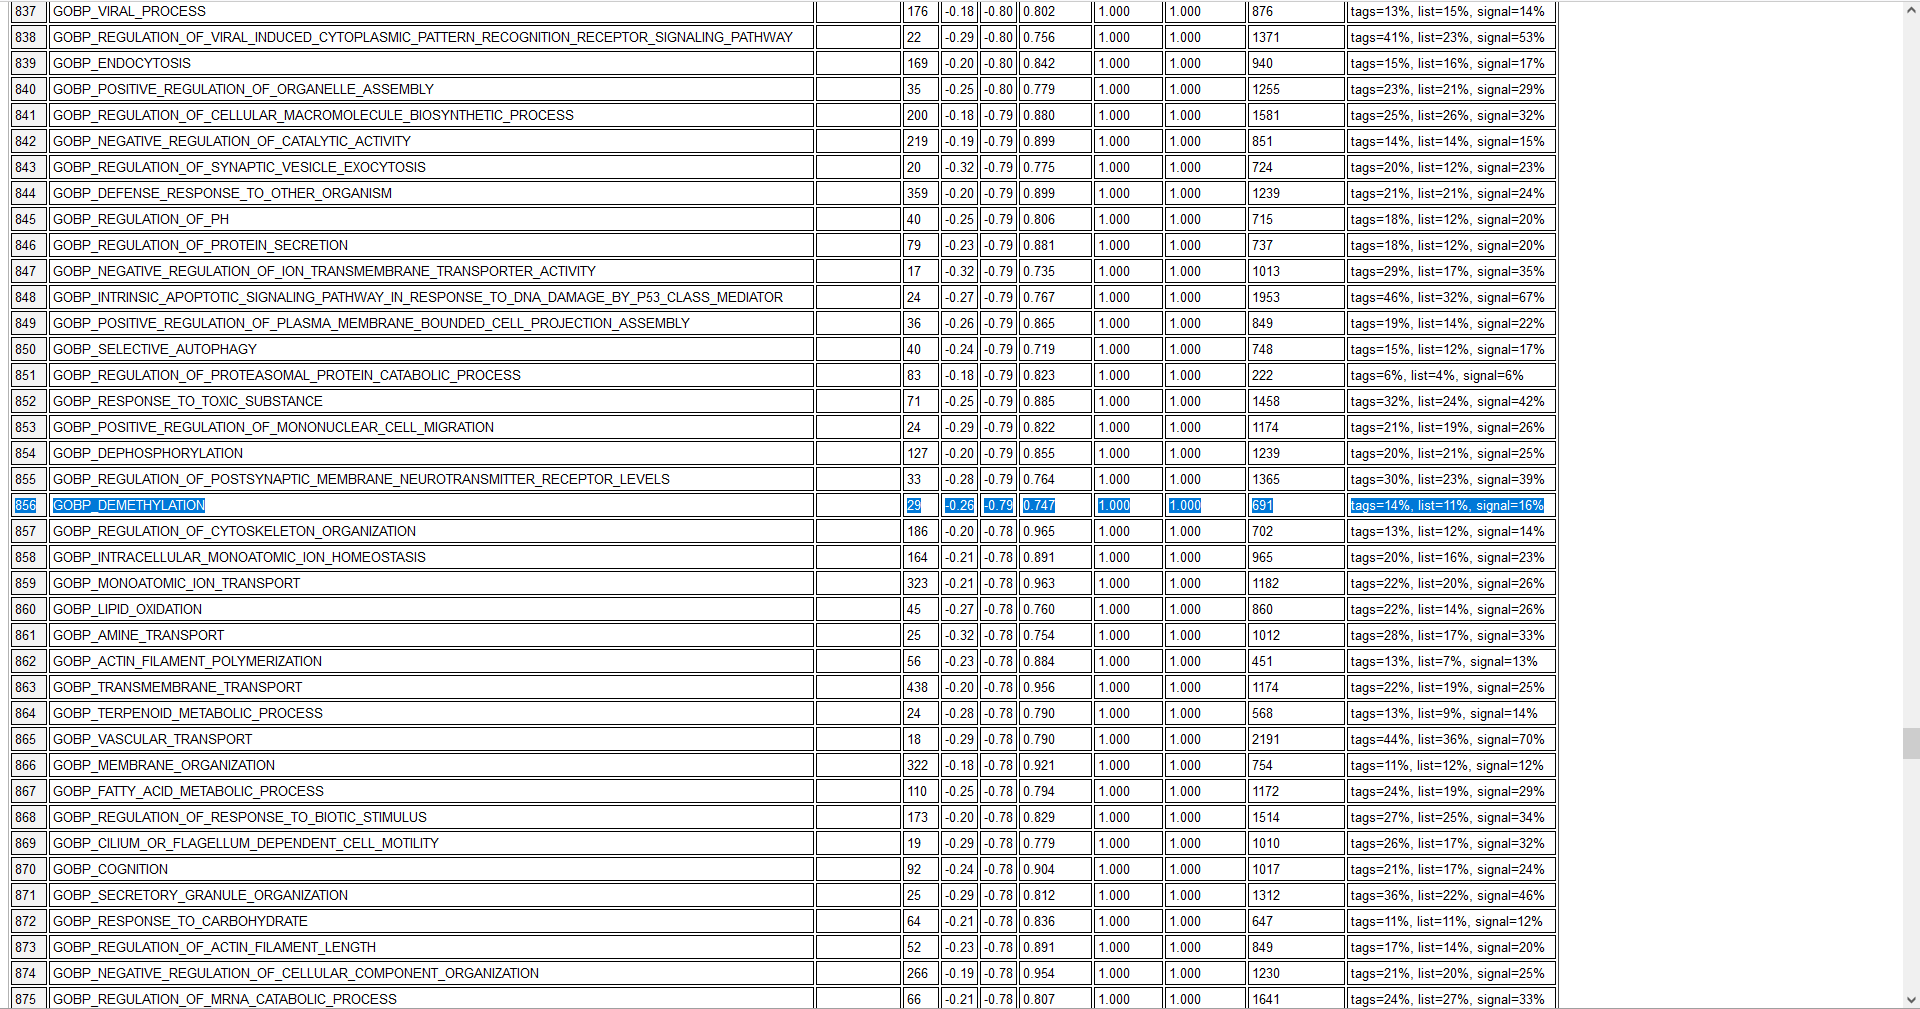 837 GOBP_VIRAL_PROCESS 176 -0.18 -0.80 0.802 1.000 1.000 876 tags=13%, list=15%, signal=14%
838 GOBP_REGULATION_OF_VIRAL_INDUCED_CYTOPLASMIC_PATTERN_RECOGNITION_RECEPTOR_SIGNALING_PATHWAY 22 -0.29 -0.80 0.756 1.000 1.000 1371 tags=41%, list=23%, signal=53%
839 GOBP_ENDOCYTOSIS 169 -0.20 -0.80 0.842 1.000 1.000 940 tags=15%, list=16%, signal=17%
840 GOBP_POSITIVE_REGULATION_OF_ORGANELLE_ASSEMBLY 35 -0.25 -0.80 0.779 1.000 1.000 1255 tags=23%, list=21%, signal=29%
841 GOBP_REGULATION_OF_CELLULAR_MACROMOLECULE_BIOSYNTHETIC_PROCESS 200 -0.18 -0.79 0.880 1.000 1.000 1581 tags=25%, list=26%, signal=32%
842 GOBP_NEGATIVE_REGULATION_OF_CATALYTIC_ACTIVITY 219 -0.19 -0.79 0.899 1.000 1.000 851 tags=14%, list=14%, signal=15%
843 GOBP_REGULATION_OF_SYNAPTIC_VESICLE_EXOCYTOSIS 20 -0.32 -0.79 0.775 1.000 1.000 724 tags=20%, list=12%, signal=23%
844 GOBP_DEFENSE_RESPONSE_TO_OTHER_ORGANISM 359 -0.20 -0.79 0.899 1.000 1.000 1239 tags=21%, list=21%, signal=24%
845 GOBP_REGULATION_OF_PH 40 -0.25 -0.79 0.806 1.000 1.000 715 tags=18%, list=12%, signal=20%
846 GOBP_REGULATION_OF_PROTEIN_SECRETION 79 -0.23 -0.79 0.881 1.000 1.000 737 tags=18%, list=12%, signal=20%
847 GOBP_NEGATIVE_REGULATION_OF_ION_TRANSMEMBRANE_TRANSPORTER_ACTIVITY 17 -0.32 -0.79 0.735 1.000 1.000 1013 tags=29%, list=17%, signal=35%
848 GOBP_INTRINSIC_APOPTOTIC_SIGNALING_PATHWAY_IN_RESPONSE_TO_DNA_DAMAGE_BY_P53_CLASS_MEDIATOR 24 -0.27 -0.79 0.767 1.000 1.000 1953 tags=46%, list=32%, signal=67%
849 GOBP_POSITIVE_REGULATION_OF_PLASMA_MEMBRANE_BOUNDED_CELL_PROJECTION_ASSEMBLY 36 -0.26 -0.79 0.865 1.000 1.000 849 tags=19%, list=14%, signal=22%
850 GOBP_SELECTIVE_AUTOPHAGY 40 -0.24 -0.79 0.719 1.000 1.000 748 tags=15%, list=12%, signal=17%
851 GOBP_REGULATION_OF_PROTEASOMAL_PROTEIN_CATABOLIC_PROCESS 83 -0.18 -0.79 0.823 1.000 1.000 222 tags=6%, list=4%, signal=6%
852 GOBP_RESPONSE_TO_TOXIC_SUBSTANCE 71 -0.25 -0.79 0.885 1.000 1.000 1458 tags=32%, list=24%, signal=42%
853 GOBP_POSITIVE_REGULATION_OF_MONONUCLEAR_CELL_MIGRATION 24 -0.29 -0.79 0.822 1.000 1.000 1174 tags=21%, list=19%, signal=26%
854 GOBP_DEPHOSPHORYLATION 127 -0.20 -0.79 0.855 1.000 1.000 1239 tags=20%, list=21%, signal=25%
855 GOBP_REGULATION_OF_POSTSYNAPTIC_MEMBRANE_NEUROTRANSMITTER_RECEPTOR_LEVELS 33 -0.28 -0.79 0.764 1.000 1.000 1365 tags=30%, list=23%, signal=39%
856 GOBP_DEMETHYLATION 29 -0.26 -0.79 0.747 1.000 1.000 691 tags=14%, list=11%, signal=16%
857 GOBP_REGULATION_OF_CYTOSKELETON_ORGANIZATION 186 -0.20 -0.78 0.965 1.000 1.000 702 tags=13%, list=12%, signal=14%
858 GOBP_INTRACELLULAR_MONOATOMIC_ION_HOMEOSTASIS 164 -0.21 -0.78 0.891 1.000 1.000 965 tags=20%, list=16%, signal=23%
859 GOBP_MONOATOMIC_ION_TRANSPORT 323 -0.21 -0.78 0.963 1.000 1.000 1182 tags=22%, list=20%, signal=26%
860 GOBP_LIPID_OXIDATION 45 -0.27 -0.78 0.760 1.000 1.000 860 tags=22%, list=14%, signal=26%
861 GOBP_AMINE_TRANSPORT 25 -0.32 -0.78 0.754 1.000 1.000 1012 tags=28%, list=17%, signal=33%
862 GOBP_ACTIN_FILAMENT_POLYMERIZATION 56 -0.23 -0.78 0.884 1.000 1.000 451 tags=13%, list=7%, signal=13%
863 GOBP_TRANSMEMBRANE_TRANSPORT 438 -0.20 -0.78 0.956 1.000 1.000 1174 tags=22%, list=19%, signal=25%
864 GOBP_TERPENOID_METABOLIC_PROCESS 24 -0.28 -0.78 0.790 1.000 1.000 568 tags=13%, list=9%, signal=14%
865 GOBP_VASCULAR_TRANSPORT 18 -0.29 -0.78 0.790 1.000 1.000 2191 tags=44%, list=36%, signal=70%
866 GOBP_MEMBRANE_ORGANIZATION 322 -0.18 -0.78 0.921 1.000 1.000 754 tags=11%, list=12%, signal=12%
867 GOBP_FATTY_ACID_METABOLIC_PROCESS 110 -0.25 -0.78 0.794 1.000 1.000 1172 tags=24%, list=19%, signal=29%
868 GOBP_REGULATION_OF_RESPONSE_TO_BIOTIC_STIMULUS 173 -0.20 -0.78 0.829 1.000 1.000 1514 tags=27%, list=25%, signal=34%
869 GOBP_CILIUM_OR_FLAGELLUM_DEPENDENT_CELL_MOTILITY 19 -0.29 -0.78 0.779 1.000 1.000 1010 tags=26%, list=17%, signal=32%
870 GOBP_COGNITION 92 -0.24 -0.78 0.904 1.000 1.000 1017 tags=21%, list=17%, signal=24%
871 GOBP_SECRETORY_GRANULE_ORGANIZATION 25 -0.29 -0.78 0.812 1.000 1.000 1312 tags=36%, list=22%, signal=46%
872 GOBP_RESPONSE_TO_CARBOHYDRATE 64 -0.21 -0.78 0.836 1.000 1.000 647 tags=11%, list=11%, signal=12%
873 GOBP_REGULATION_OF_ACTIN_FILAMENT_LENGTH 52 -0.23 -0.78 0.891 1.000 1.000 849 tags=17%, list=14%, signal=20%
874 GOBP_NEGATIVE_REGULATION_OF_CELLULAR_COMPONENT_ORGANIZATION 266 -0.19 -0.78 0.954 1.000 1.000 1230 tags=21%, list=20%, signal=25%
875 GOBP_REGULATION_OF_MRNA_CATABOLIC_PROCESS 66 -0.21 -0.78 0.807 1.000 1.000 1641 tags=24%, list=27%, signal=33%